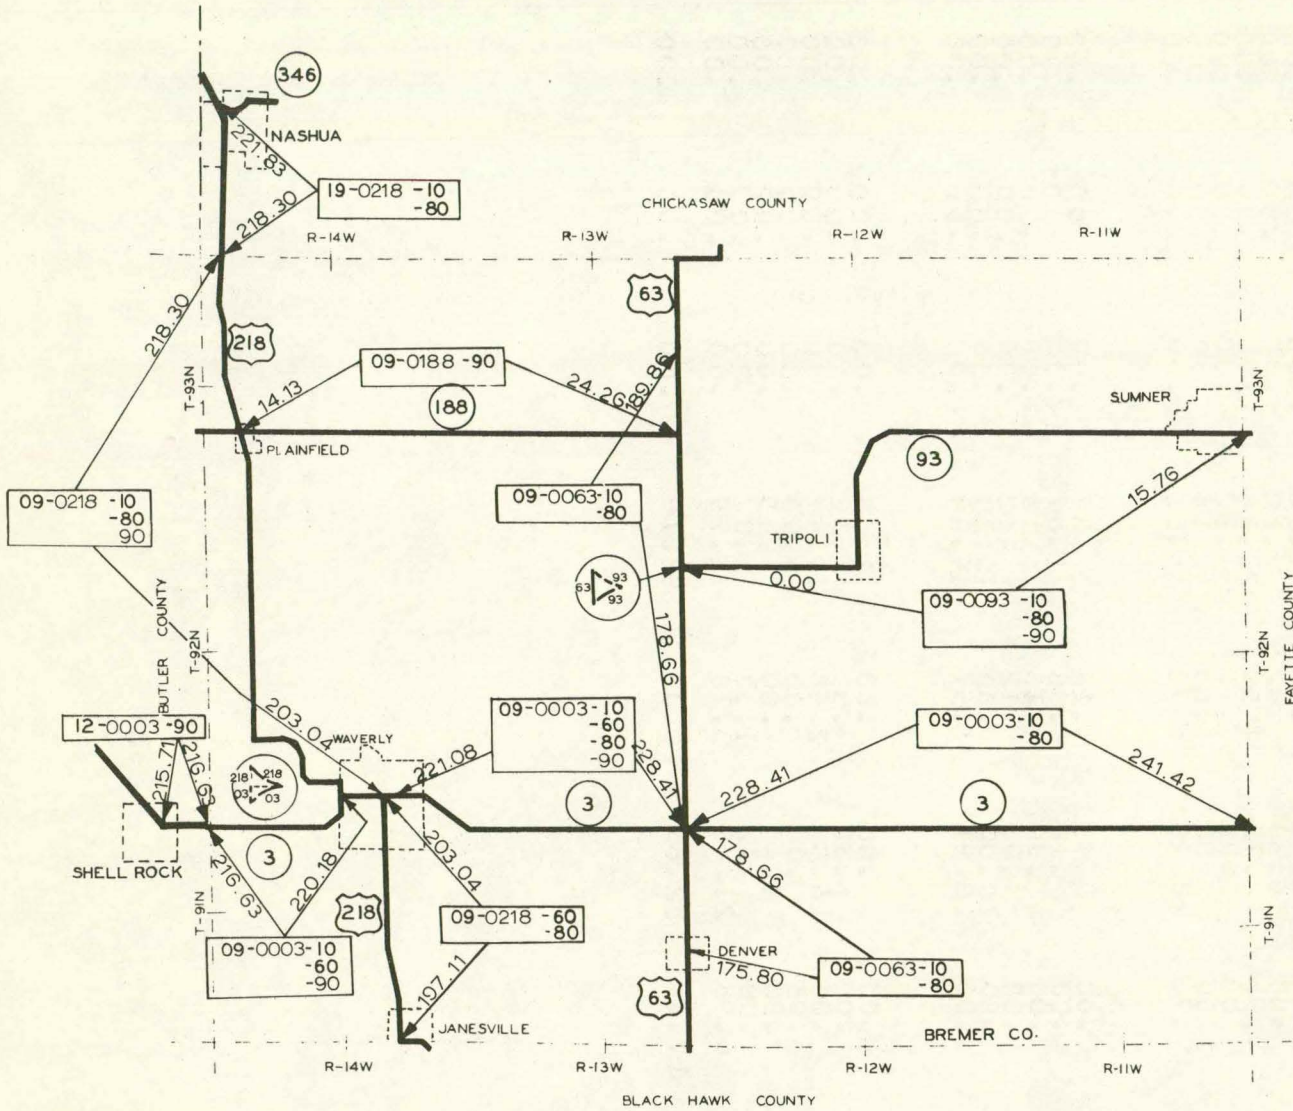 346
NASHUA
221.83
19-0218 -10
-80
218.30
CHICKASAW COUNTY
R-14W
R-13W
R-12W
R-11W
63
218.30
218
09-0188 -90
189.86
T-93N
14.13
24.26
188
SUMNER
T-93N
PLAINFIELD
93
09-0218 -10
-80
90
09-0063-10
-80
15.76
TRIPOLI
63
93
93
0.00
09-0093 -10
-80
-90
BUTLER COUNTY
FAYETTE COUNTY
T-92N
178.66
T-92N
12-0003 -90
203.04
WAVERLY
09-0003-10
-60
-80
-90
09-0003-10
-80
215.71
216.63
218
218
03
03
221.08
228.41
228.41
241.42
3
3
SHELL ROCK
3
216.63
220.18
203.04
178.66
T-91N
218
09-0218 -60
-80
T-91N
09-0003-10
-60
-90
DENVER
175.80
09-0063-10
-80
197.11
63
JANESVILLE
BREMER CO.
R-14W
R-13W
R-12W
R-11W
BLACK HAWK COUNTY